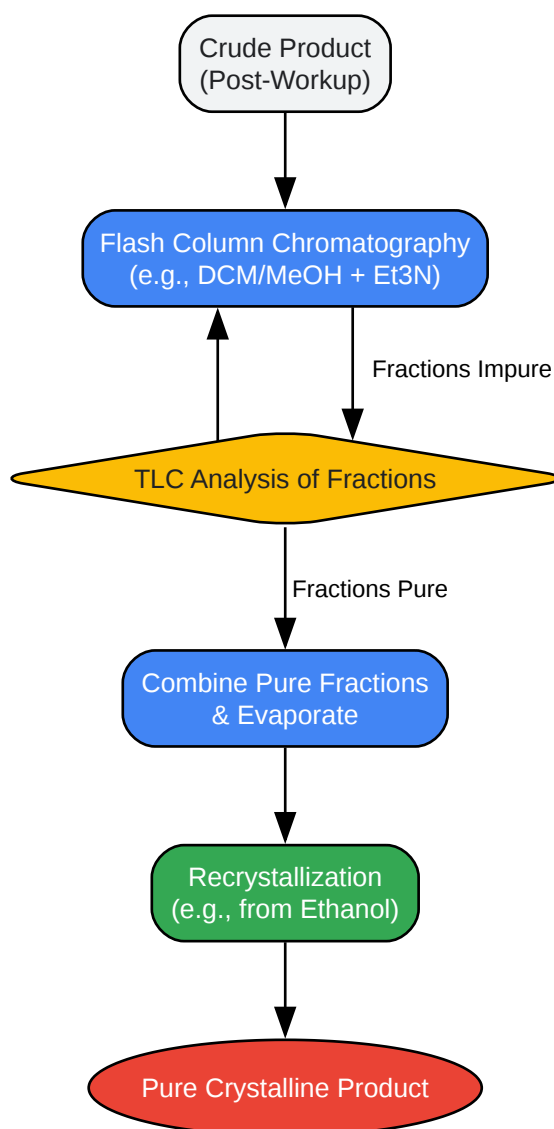 Crude Product
(Post-Workup)
Flash Column Chromatography
(e.g., DCM/MeOH + Et3N)
Fractions Impure
TLC Analysis of Fractions
Fractions Pure
Combine Pure Fractions
& Evaporate
Recrystallization
(e.g., from Ethanol)
Pure Crystalline Product